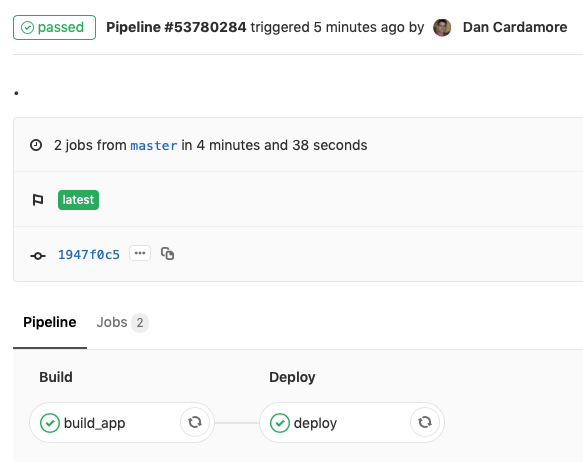 passed Pipeline #53780284 triggered 5 minutes ago by Dan Cardamore
.
2 jobs from master in 4 minutes and 38 seconds
latest
1947f0c5 ...
Pipeline Jobs 2
Build Deploy
build_app deploy